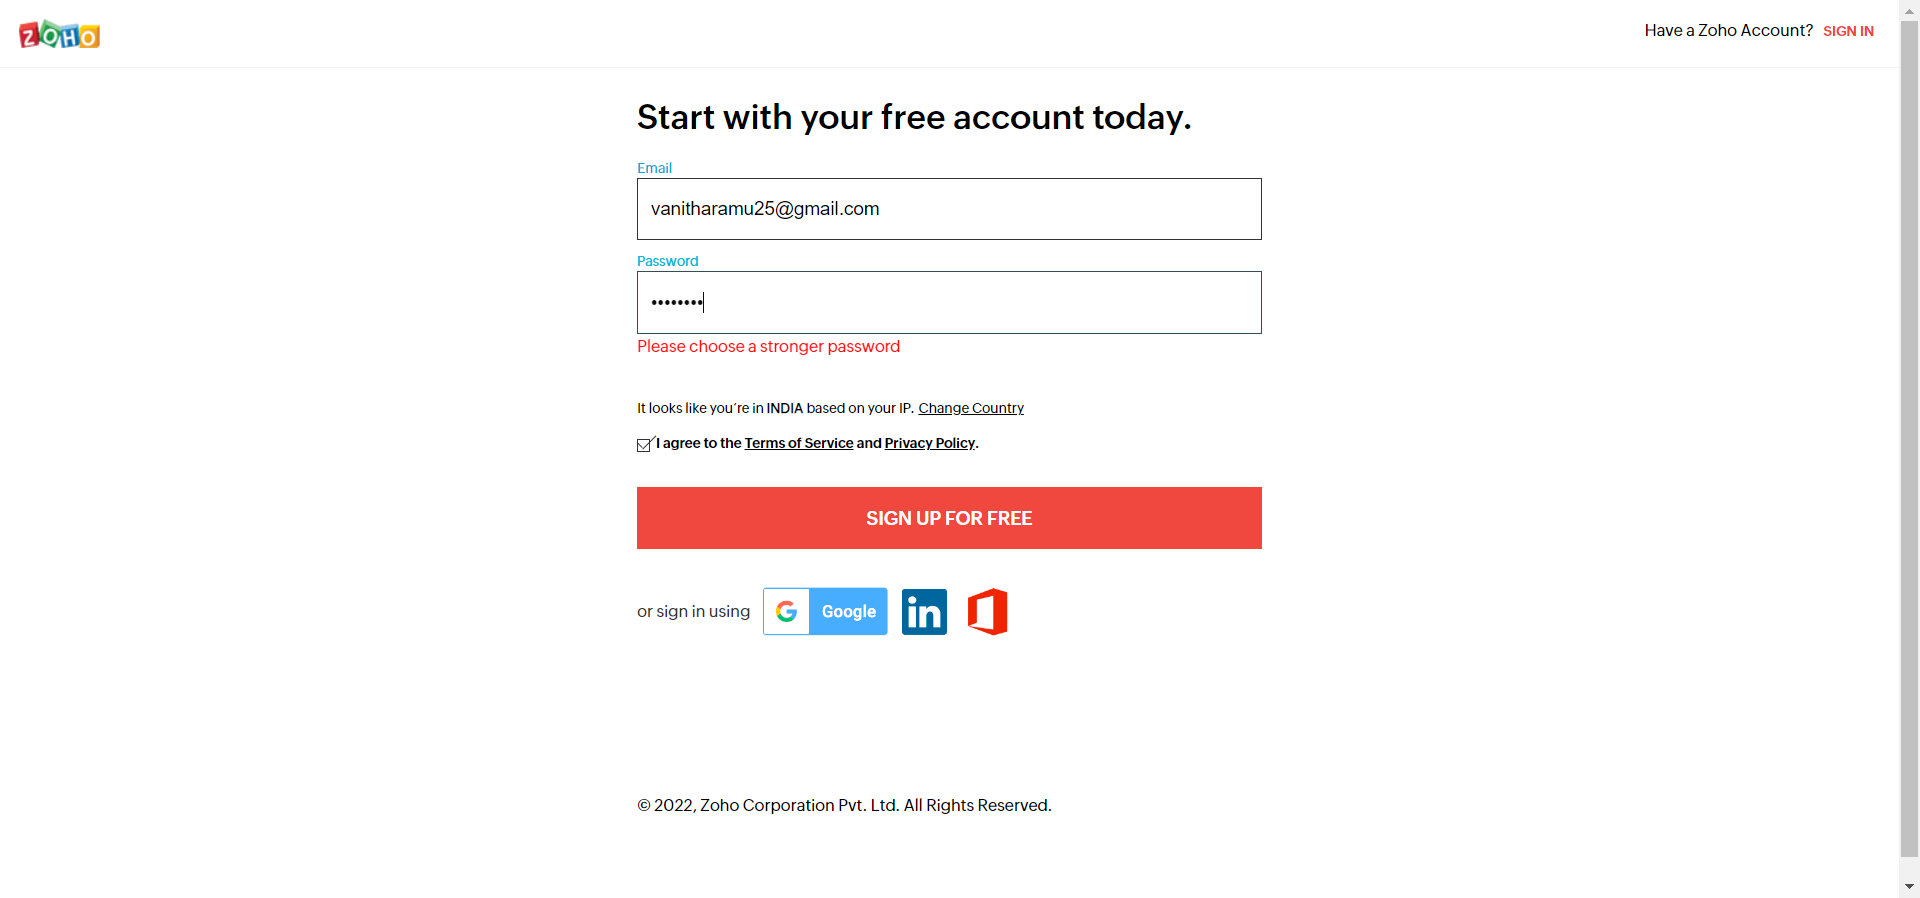 ZOHO
Have a Zoho Account? SIGN IN
Start with your free account today.
Email
vanitharamu25@gmail.com
Password
••••••••
Please choose a stronger password
It looks like you’re in INDIA based on your IP. Change Country
I agree to the Terms of Service and Privacy Policy.
SIGN UP FOR FREE
or sign in using G Google in
© 2022, Zoho Corporation Pvt. Ltd. All Rights Reserved.